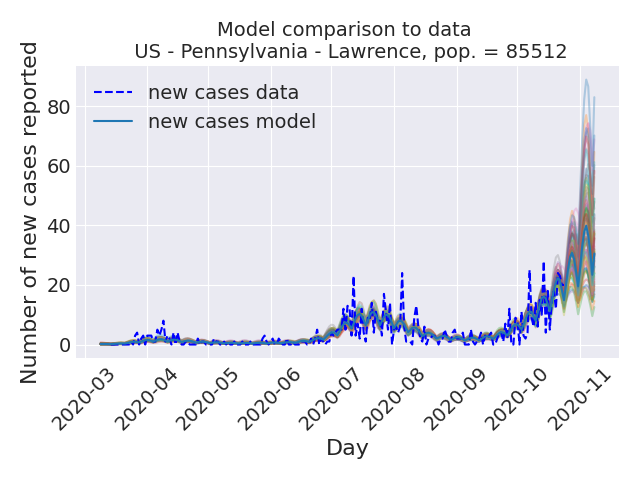 Model comparison to data
US - Pennsylvania - Lawrence, pop. = 85512
Number of new cases reported
80
60
40
20
0
new cases data
new cases model
2020-03
2020-04
2020-05
2020-06
2020-07
2020-08
2020-09
2020-10
2020-11
Day